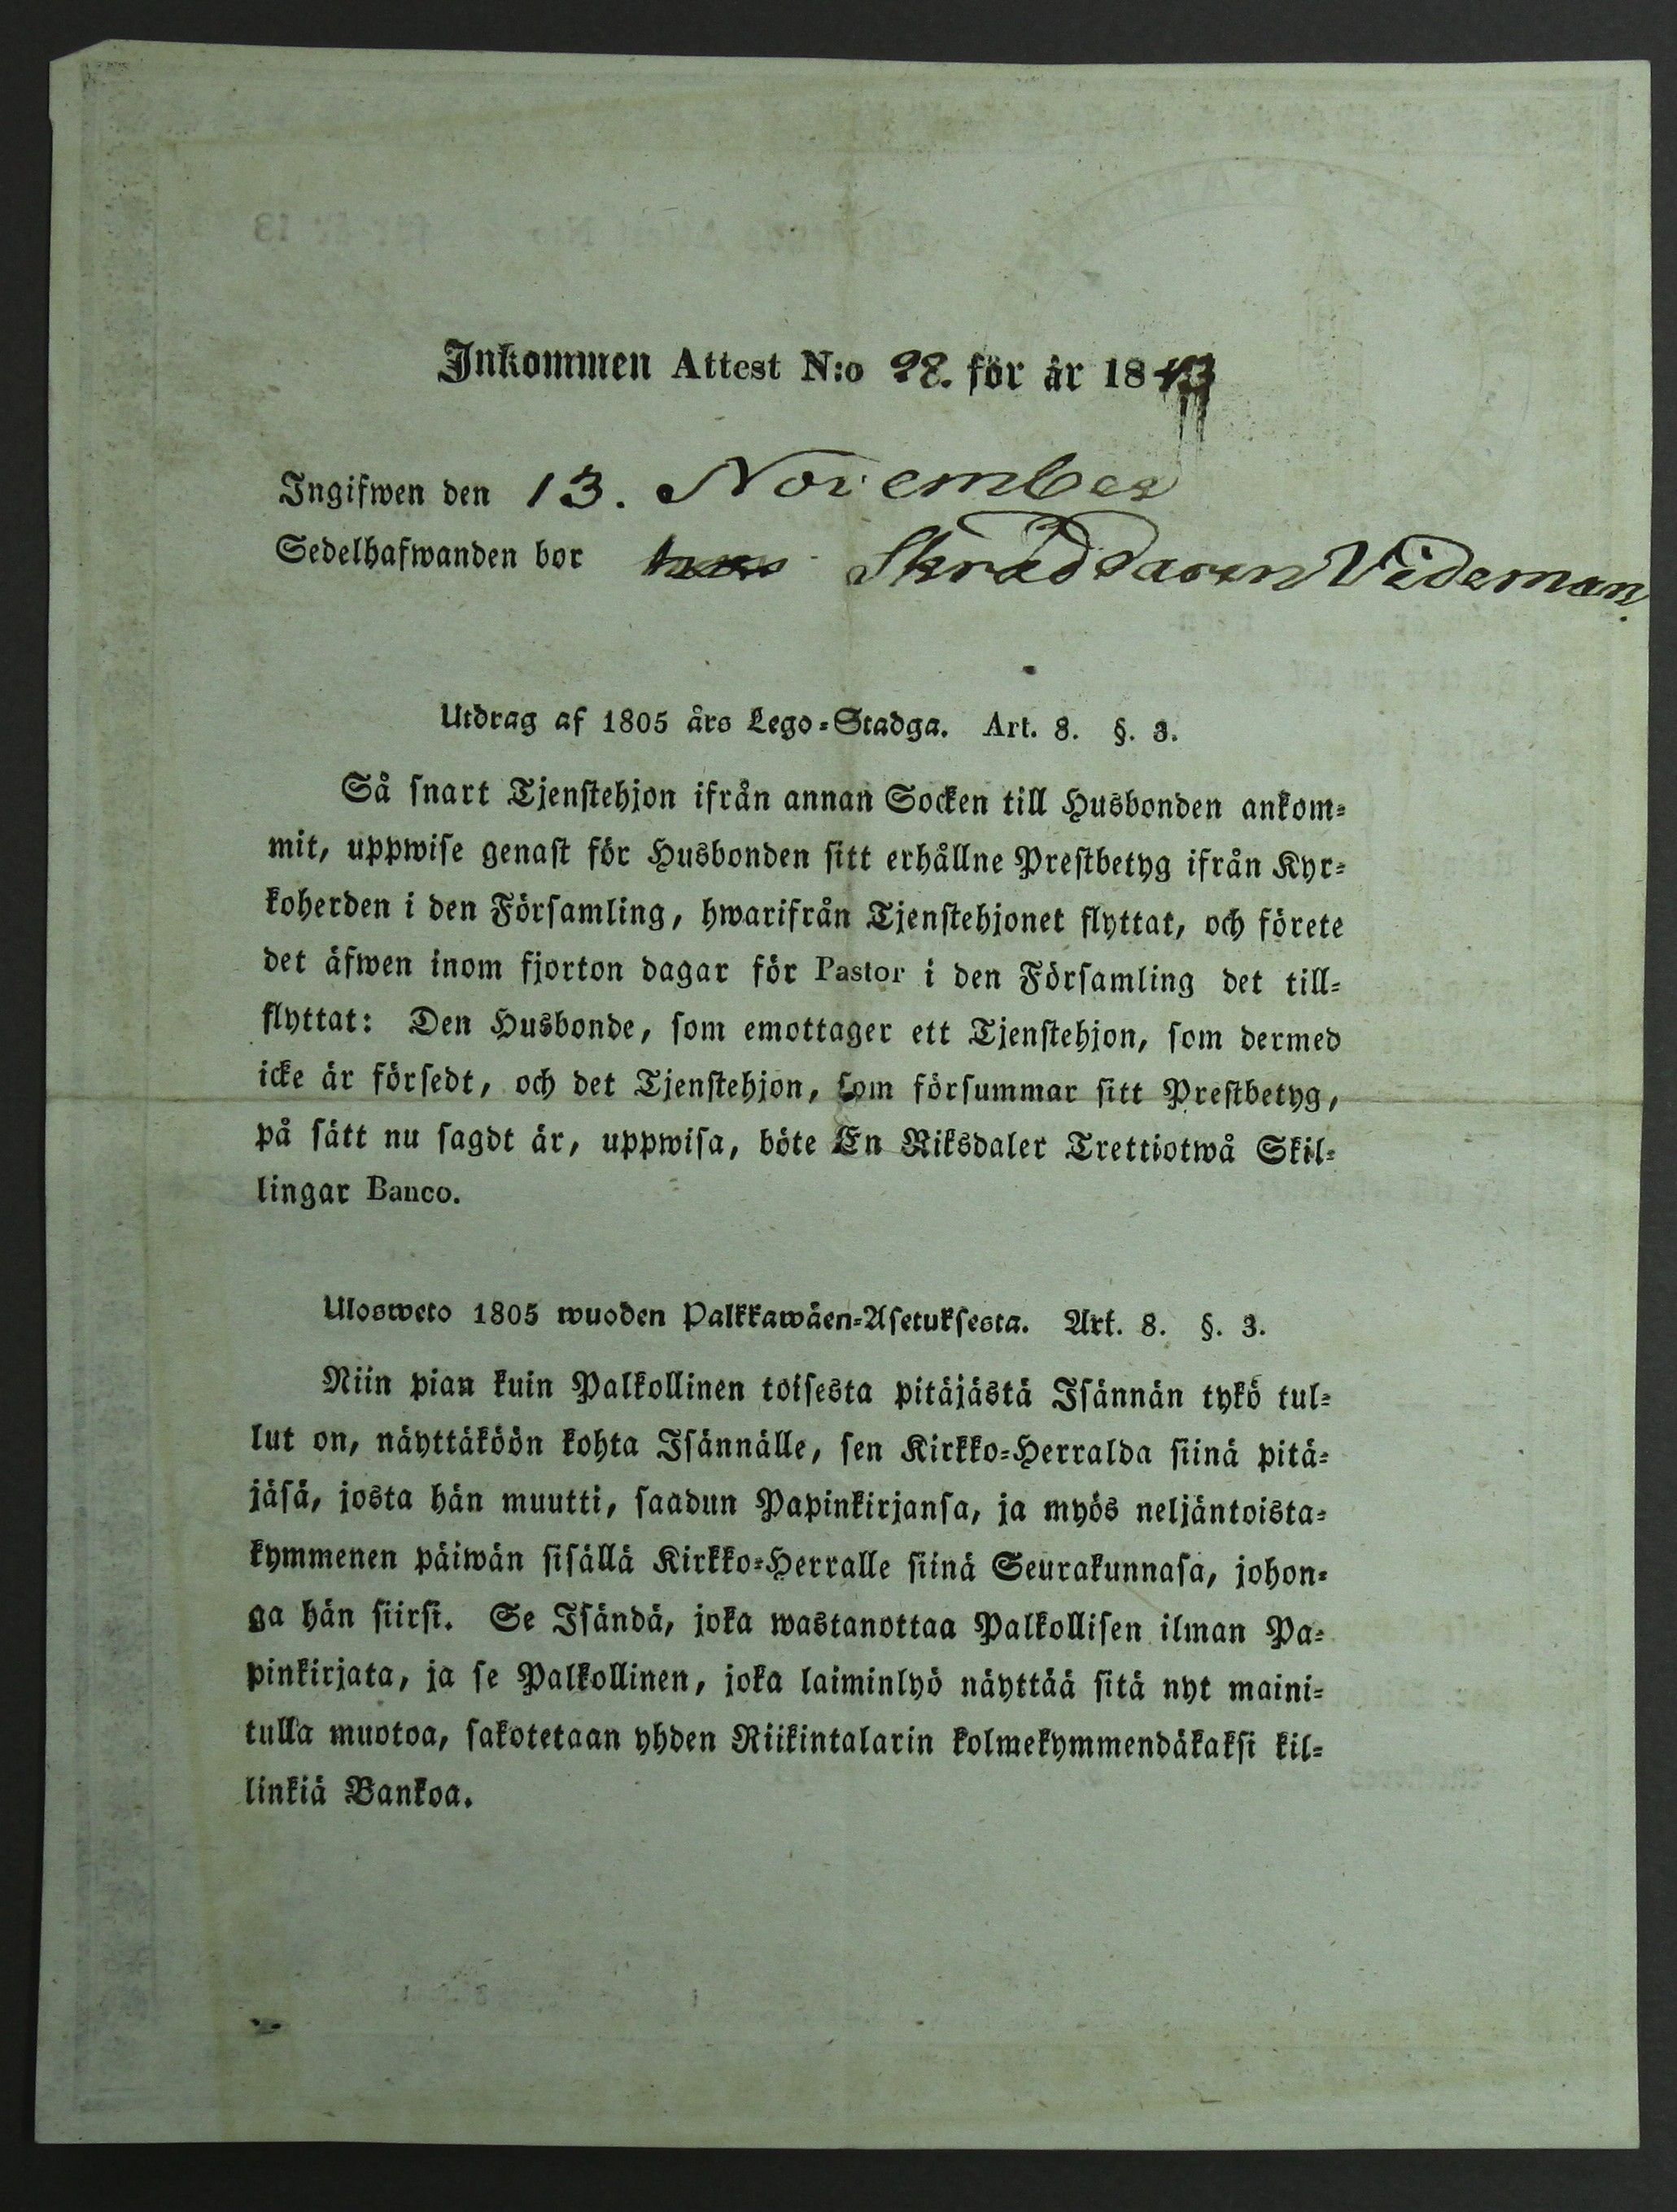 Inkommen Attest N:o 98. för år 1843
Ingifwen den 13. November
Sedelhafwanden bor hos Skräddaren Videman.
Utdrag af 1805 års Lego-Stadga. Art. 8. §. 3.
Så snart Tjenstehjon ifrån annan Socken till Husbonden ankom-
mit, uppwise genast för Husbonden sitt erhållne Prestbetyg ifrån Kyr-
koherden i den Församling, hwarifrån Tjenstehjonet flyttat, och förete
det äfwen inom fjorton dagar för Pastor i den Församling det till-
flyttat: Den Husbonde, som emottager ett Tjenstehjon, som dermed
icke är försedt, och det Tjenstehjon, som försummar sitt Prestbetyg,
på sätt nu sagdt är, uppwisa, böte En Riksdaler Trettiotwå Skil-
lingar Banco.
Ulosweto 1805 wuoden Palkkawäen-Asetuksesta. Art. 8. §. 3.
Niin pian kuin Palkollinen toisesta pitäjästä Isännän tykö tul-
lut on, näyttäköön kohta Isännälle, sen Kirkko-Herralda siinä pitä-
jäsä, josta hän muutti, saadun Papinkirjansa, ja myös neljäntoista-
kymmenen päiwän sisällä Kirkko-Herralle siinä Seurakunnasa, johon-
ga hän siirsi. Se Isändä, joka wastanottaa Palkollisen ilman Pa-
pinkirjata, ja se Palkollinen, joka laiminlyö näyttää sitä nyt maini-
tulla muotoa, sakotetaan yhden Riikintalarin kolmekymmendäkaksi kil-
linkiä Bankoa.